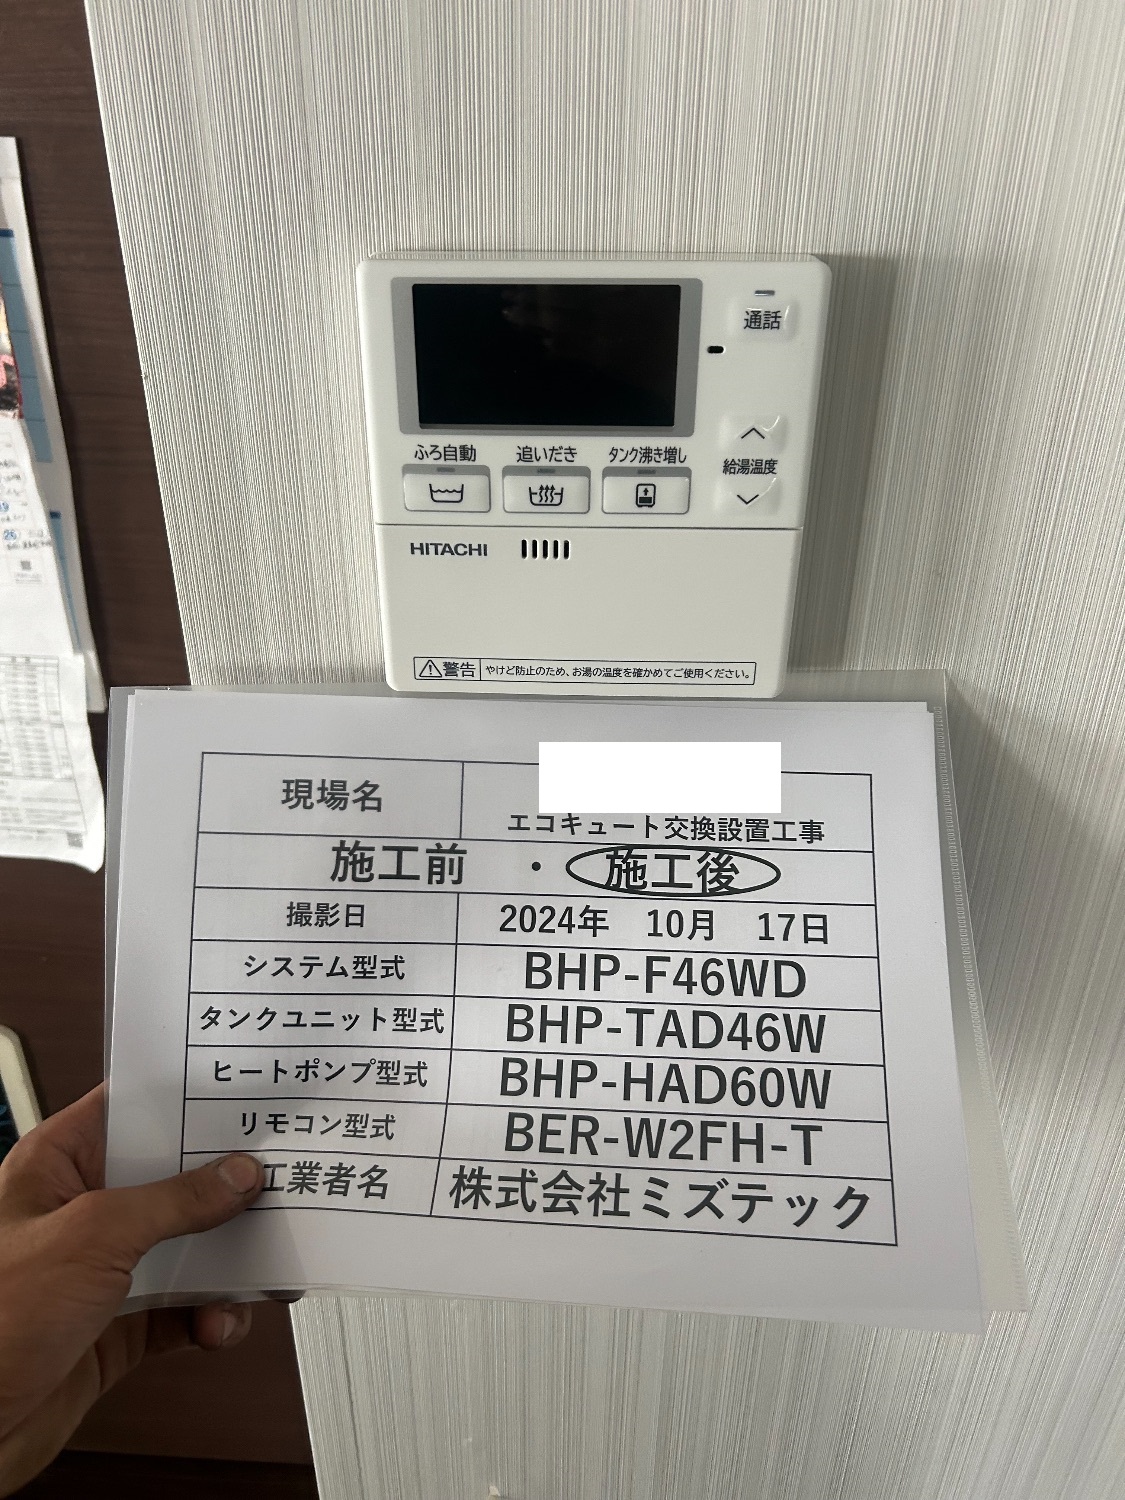 通話
ふろ自動 追いだき タンク沸き増し
給湯温度
HITACHI
警告 やけど防止のため、お湯の温度を確かめてご使用ください。
現場名
エコキュート交換設置工事
施工前 ・ 施工後
撮影日 2024年 10月 17日
システム型式 BHP-F46WD
タンクユニット型式 BHP-TAD46W
ヒートポンプ型式 BHP-HAD60W
リモコン型式 BER-W2FH-T
工業者名 株式会社ミズテック
26